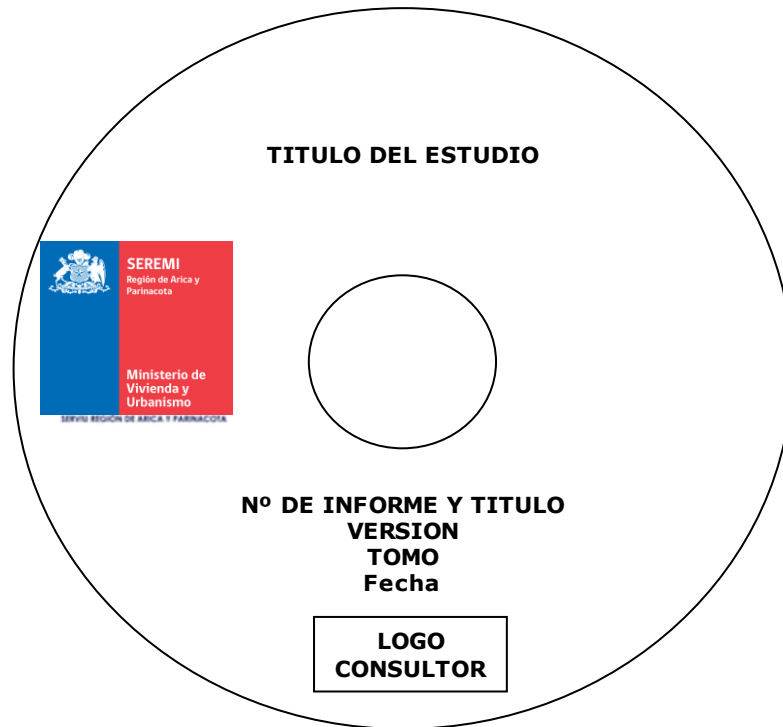 TITULO DEL ESTUDIO
SEREMI
Región de Arica y
Parinacota
Ministerio de
Vivienda y
Urbanismo
SERVIU REGIÓN DE ARICA Y PARINACOTA
Nº DE INFORME Y TITULO
VERSION
TOMO
Fecha
LOGO
CONSULTOR